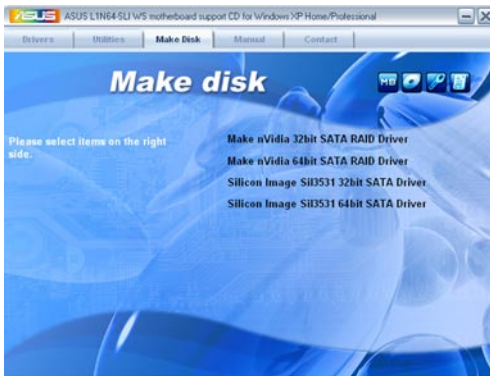 ASUS ASUS L1N64-SLI WS motherboard support CD for Windows XP Home/Professional
Drivers Utilities Make Disk Manual Contact
Make disk
MB
Please select items on the right
side.
Make nVidia 32bit SATA RAID Driver
Make nVidia 64bit SATA RAID Driver
Silicon Image Sil3531 32bit SATA Driver
Silicon Image Sil3531 64bit SATA Driver